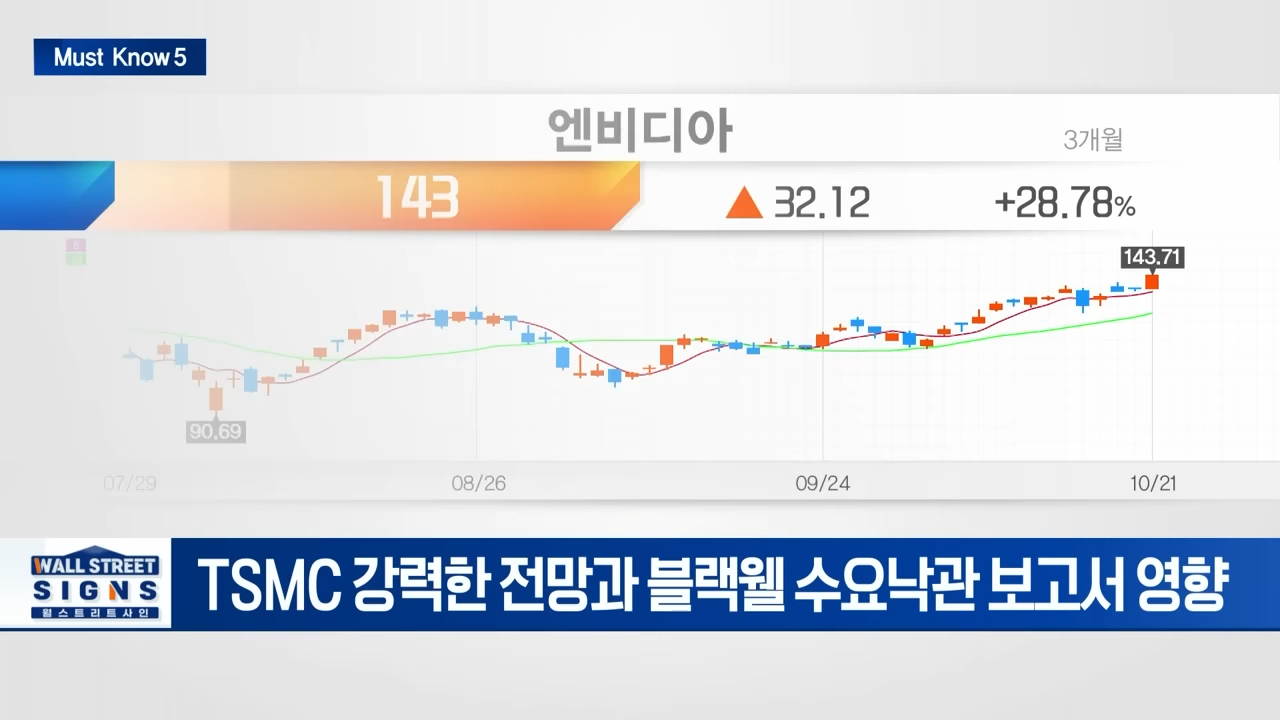 Must Know 5
엔비디아
3개월
143
▲ 32.12
+28.78%
5
143.71
90.69
07/29
08/26
09/24
10/21
WALL STREET
SIGNS
월스트리트사인
TSMC 강력한 전망과 블랙웰 수요낙관 보고서 영향